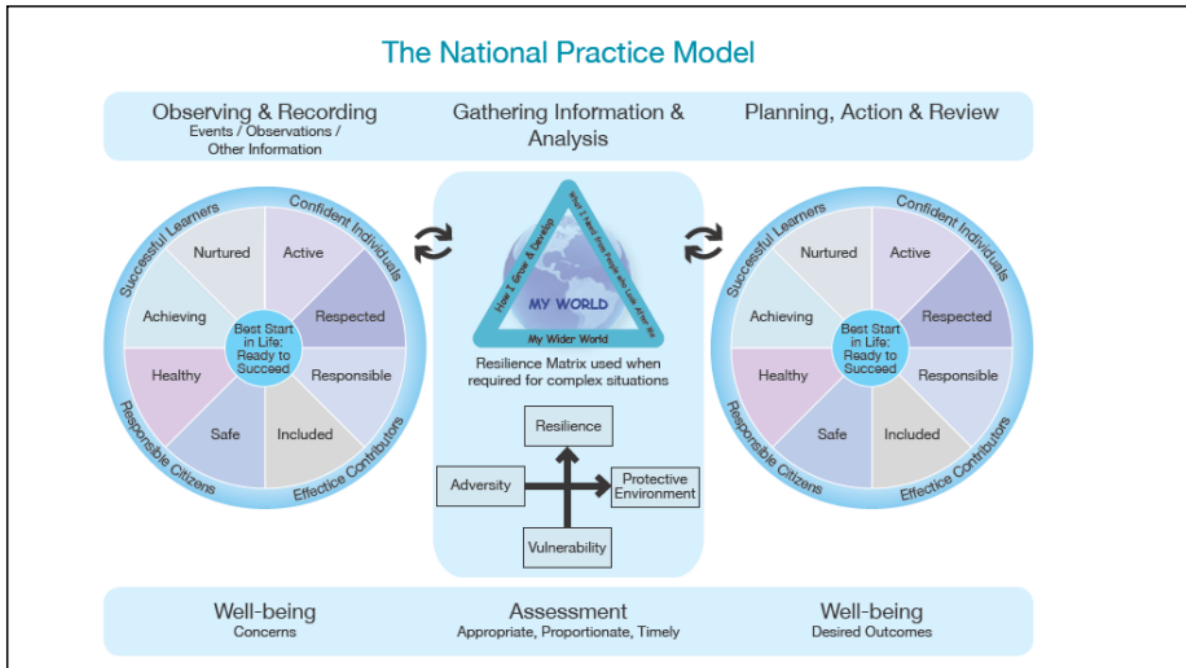 The National Practice Model
Observing & Recording
Events / Observations /
Other Information
Gathering Information &
Analysis
Planning, Action & Review
Successful Learners
Confident Individuals
Nurtured
Active
Achieving
Respected
Best Start
in Life:
Ready to
Succeed
Healthy
Responsible
Safe
Included
Responsible Citizens
Effectice Contributors
How I Grow & Develop
What I Need from People who Look After Me
MY WORLD
My Wider World
Resilience Matrix used when
required for complex situations
Resilience
Adversity
Protective
Environment
Vulnerability
Successful Learners
Confident Individuals
Nurtured
Active
Achieving
Respected
Best Start
in Life:
Ready to
Succeed
Healthy
Responsible
Safe
Included
Responsible Citizens
Effectice Contributors
Well-being
Concerns
Assessment
Appropriate, Proportionate, Timely
Well-being
Desired Outcomes